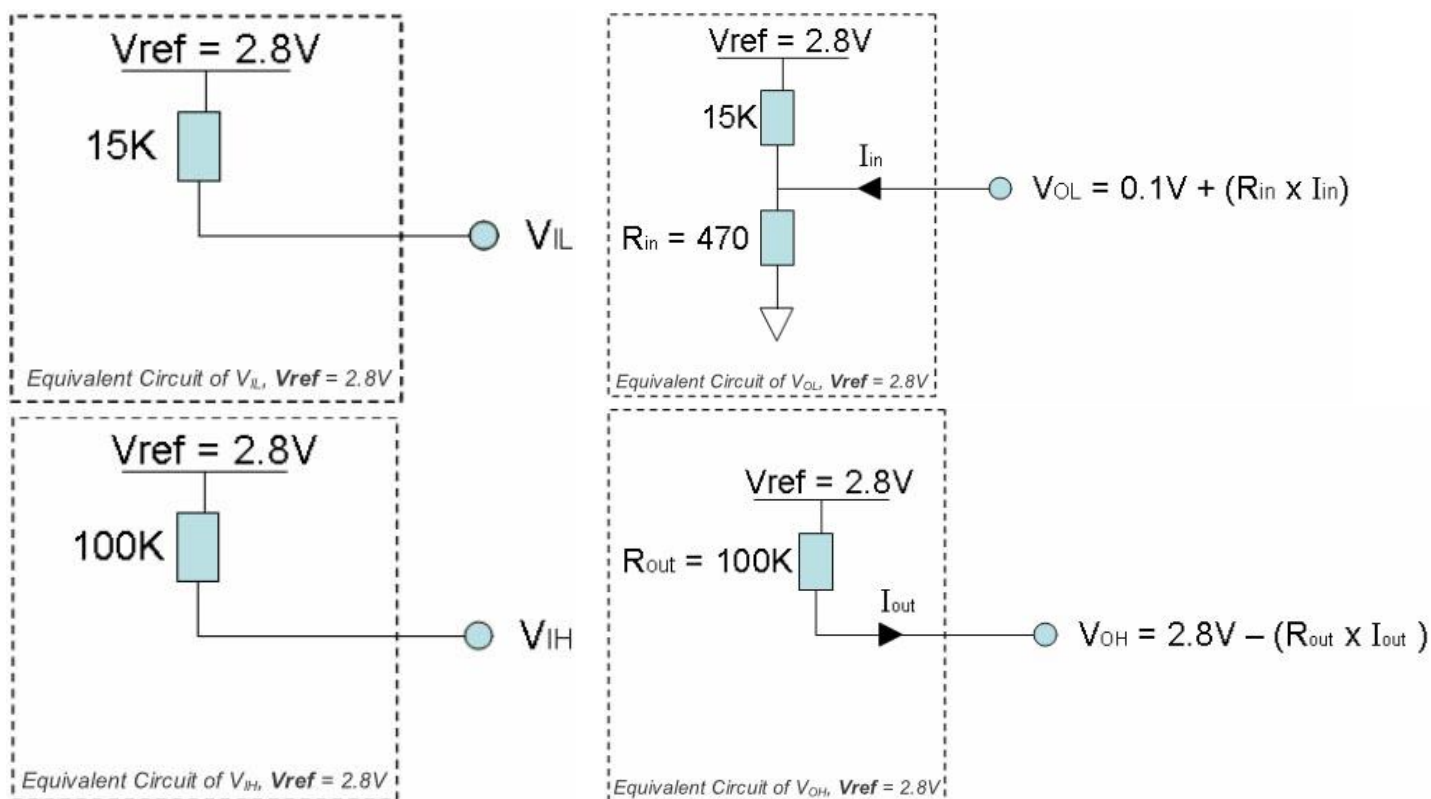 Vref = 2.8V
15K
VIL
Equivalent Circuit of VIL, Vref = 2.8V
Vref = 2.8V
15K
Iin
VOL = 0.1V + (Rin x Iin)
Rin = 470
Equivalent Circuit of VOL, Vref = 2.8V
Vref = 2.8V
100K
VIH
Equivalent Circuit of VIH, Vref = 2.8V
Vref = 2.8V
Rout = 100K
Iout
VOH = 2.8V – (Rout x Iout )
Equivalent Circuit of VOH, Vref = 2.8V